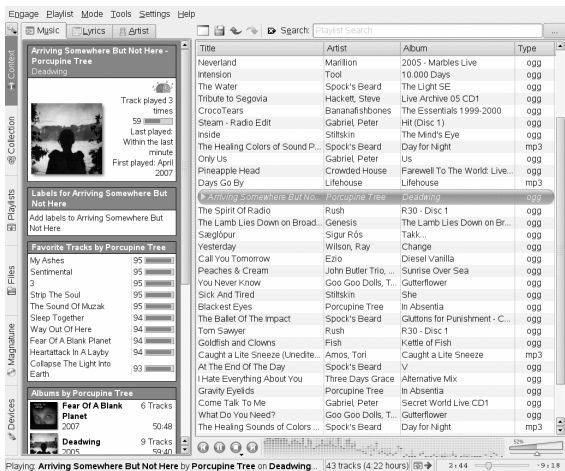 Engage Playlist Mode Tools Settings Help
Music Lyrics Artist
Search: Playlist Search ...
Context
Collection
Playlists
Files
Magnatune
Devices
Arriving Somewhere But Not Here - Porcupine Tree
Deadwing
Track played 3 times
59
Last played: Within the last minute
First played: April 2007
Labels for Arriving Somewhere But Not Here
Add labels to Arriving Somewhere But Not Here
Favorite Tracks by Porcupine Tree
My Ashes 95
Sentimental 95
3 95
Strip The Soul 95
The Sound Of Muzak 95
Sleep Together 94
Way Out Of Here 94
Fear Of A Blank Planet 94
Heartattack In A Layby 94
Collapse The Light Into Earth 93
Albums by Porcupine Tree
Fear Of A Blank Planet 6 Tracks
2007 50:48
Deadwing 9 Tracks
2005 59:40
Title Artist Album Type
Neverland Marillion 2005 - Marbles Live ogg
Intension Tool 10.000 Days ogg
The Water Spock's Beard The Light SE ogg
Tribute to Segovia Hackett, Steve Live Archive 05 CD1 ogg
CrocoTears Bananafishbones The Essentials 1999-2000 ogg
Steam - Radio Edit Gabriel, Peter Hit (Disc 1) ogg
Inside Stiltskin The Mind's Eye ogg
The Healing Colors of Sound P... Spock's Beard Day for Night mp3
Only Us Gabriel, Peter Us ogg
Pineapple Head Crowded House Farewell To The World: Live... ogg
Days Go By Lifehouse Lifehouse mp3
Arriving Somewhere But No... Porcupine Tree Deadwing ogg
The Spirit Of Radio Rush R30 - Disc 1 ogg
The Lamb Lies Down on Broad... Genesis The Lamb Lies Down on Br... ogg
Sæglópur Sigur Rós Takk... ogg
Yesterday Wilson, Ray Change ogg
Call You Tomorrow Ezio Diesel Vanilla ogg
Peaches & Cream John Butler Trio, ... Sunrise Over Sea ogg
You Never Know Goo Goo Dolls, T... Gutterflower ogg
Sick And Tired Stiltskin She ogg
Blackest Eyes Porcupine Tree In Absentia ogg
The Ballet Of The Impact Spock's Beard Gluttons for Punishment - C... ogg
Tom Sawyer Rush R30 - Disc 1 ogg
Goldfish and Clowns Fish Kettle of Fish ogg
Caught a Lite Sneeze (Unedite... Amos, Tori Caught a Lite Sneeze mp3
At The End Of The Day Spock's Beard V ogg
I Hate Everything About You Three Days Grace Alternative Mix ogg
Gravity Eyelids Porcupine Tree In Absentia ogg
Come Talk To Me Gabriel, Peter Secret World Live CD1 ogg
What Do You Need? Goo Goo Dolls, T... Gutterflower ogg
The Healing Sounds of Colors ... Spock's Beard Day for Night mp3
52%
Playing: Arriving Somewhere But Not Here by Porcupine Tree on Deadwing... 43 tracks (4:22 hours) 2:44 -9:18